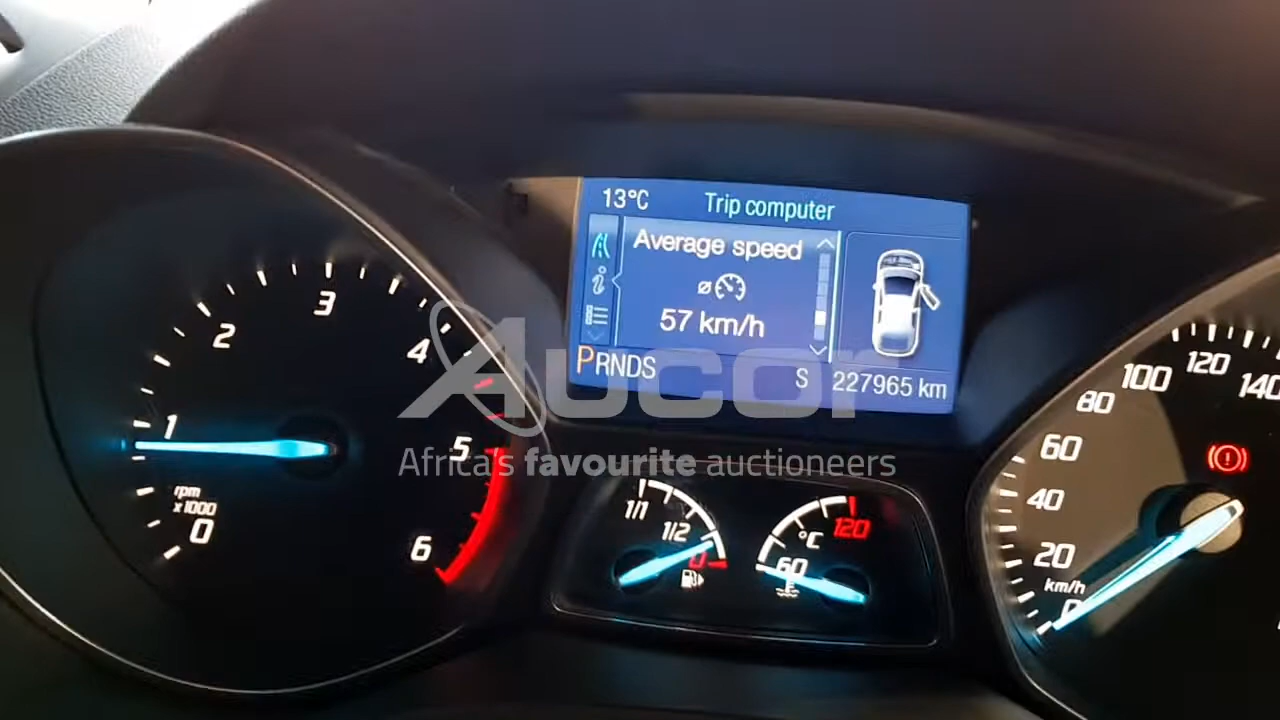 13°C Trip computer
Average speed
57 km/h
PRNDS S 227965 km
Aucor
Africa's favourite auctioneers
0
1
2
3
4
5
6
rpm
x1000
1/1
1/2
0
60
°C
120
0
20
40
60
80
100
120
140
km/h